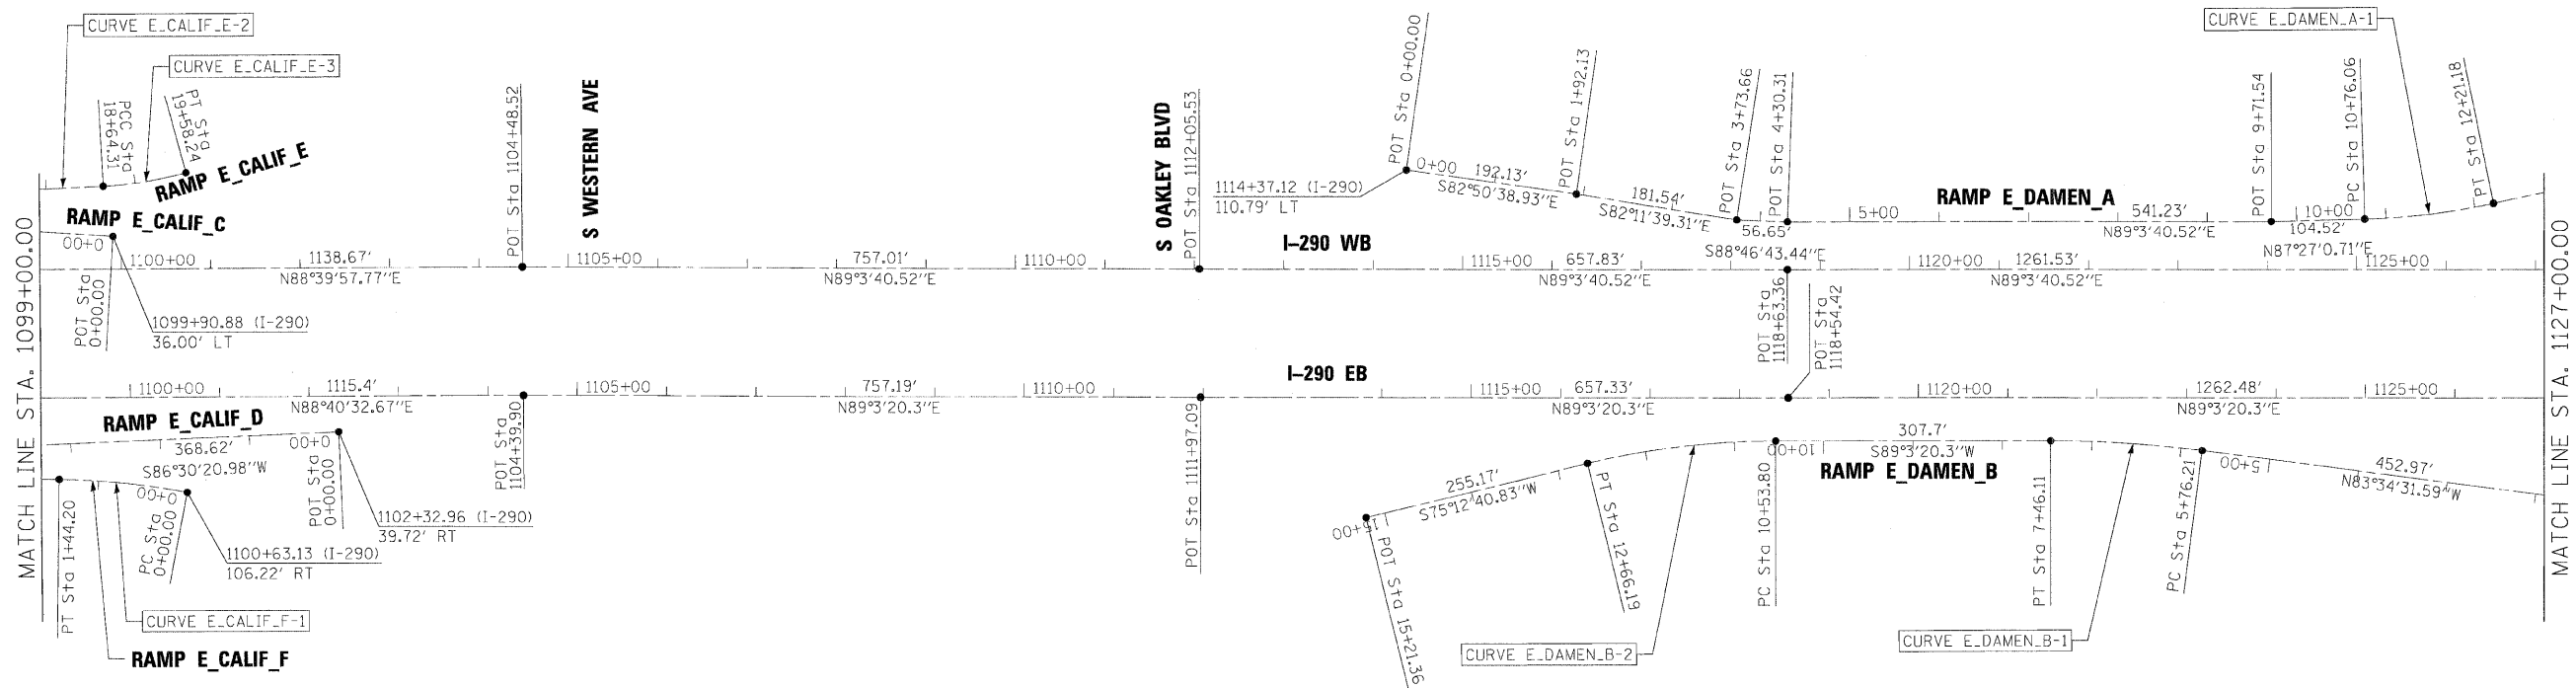 CURVE E_CALIF_E-2
CURVE E_CALIF_E-3
PCC Sta
18+64.31
PT Sta
19+58.24
RAMP E_CALIF_E
RAMP E_CALIF_C
0+00
POT Sta
0+00.00
1099+90.88 (I-290)
36.00' LT
MATCH LINE STA. 1099+00.00
1100+00
1138.67'
N88°39'57.77"E
POT Sta 1104+48.52
S WESTERN AVE
1105+00
757.01'
N89°3'40.52"E
1110+00
S OAKLEY BLVD
POT Sta 1112+05.53
I-290 WB
1114+37.12 (I-290)
110.79' LT
POT Sta 0+00.00
0+00
192.13'
S82°50'38.93"E
POT Sta 1+92.13
181.54'
S82°11'39.31"E
POT Sta 3+73.66
56.65'
S88°46'43.44"E
POT Sta 4+30.31
5+00
RAMP E_DAMEN_A
541.23'
N89°3'40.52"E
POT Sta 9+71.54
10+00
104.52'
N87°27'0.71"E
PC Sta 10+76.06
CURVE E_DAMEN_A-1
PT Sta 12+21.18
1115+00
657.83'
N89°3'40.52"E
POT Sta
1118+63.36
1120+00
1261.53'
N89°3'40.52"E
1125+00
MATCH LINE STA. 1127+00.00
1100+00
1115.4'
N88°40'32.67"E
POT Sta
1104+39.90
1105+00
757.19'
N89°3'20.3"E
1110+00
POT Sta 1111+97.09
I-290 EB
1115+00
657.33'
N89°3'20.3"E
POT Sta
1118+54.42
1120+00
1262.48'
N89°3'20.3"E
1125+00
RAMP E_CALIF_D
368.62'
S86°30'20.98"W
0+00
POT Sta
0+00.00
1102+32.96 (I-290)
39.72' RT
0+00
PC Sta
0+00.00
1100+63.13 (I-290)
106.22' RT
PT Sta 1+44.20
CURVE E_CALIF_F-1
RAMP E_CALIF_F
15+00
POT Sta 15+21.36
255.17'
S75°12'40.83"W
PT Sta 12+66.19
CURVE E_DAMEN_B-2
PC Sta 10+53.80
10+00
307.7'
S89°3'20.3"W
RAMP E_DAMEN_B
PT Sta 7+46.11
CURVE E_DAMEN_B-1
PC Sta 5+76.21
5+00
452.97'
N83°34'31.59"W